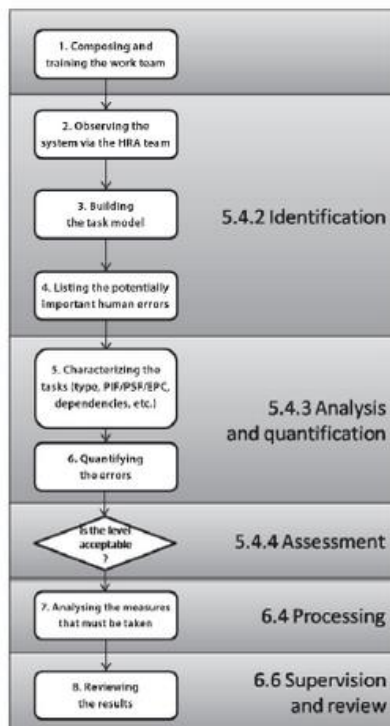 1. Composing and
training the work team
2. Observing the
system via the HRA team
3. Building
the task model
5.4.2 Identification
4. Listing the potentially
important human errors
5. Characterizing the
tasks (type, PIF/PSF/EPC,
dependencies, etc.)
5.4.3 Analysis
and quantification
6. Quantifying
the errors
Is the level
acceptable
?
5.4.4 Assessment
7. Analysing the measures
that must be taken
6.4 Processing
8. Reviewing
the results
6.6 Supervision
and review